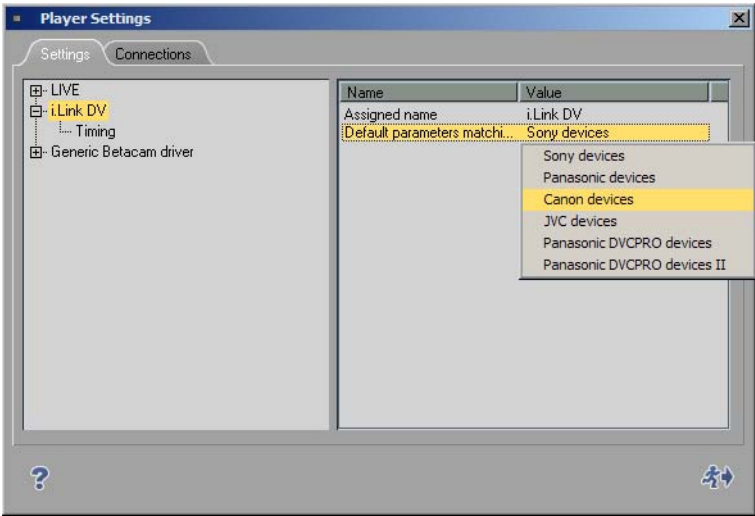 Player Settings
Settings
Connections
LIVE
i.Link DV
Timing
Generic Betacam driver
Name Value
Assigned name i.Link DV
Default parameters matchi... Sony devices
Sony devices
Panasonic devices
Canon devices
JVC devices
Panasonic DVCPRO devices
Panasonic DVCPRO devices II
?